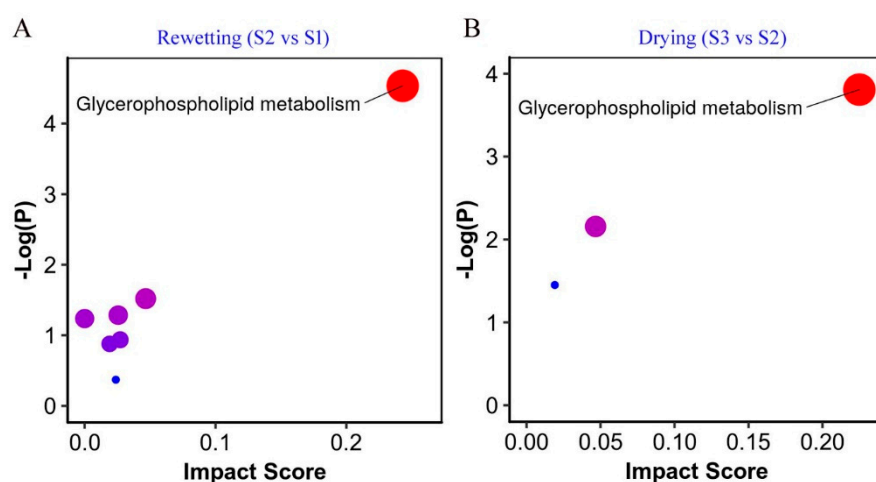 A
Rewetting (S2 vs S1)
Glycerophospholipid metabolism
-Log(P)
4
3
2
1
0
0.0
0.1
0.2
Impact Score
B
Drying (S3 vs S2)
Glycerophospholipid metabolism
-Log(P)
4
3
2
1
0
0.00
0.05
0.10
0.15
0.20
Impact Score